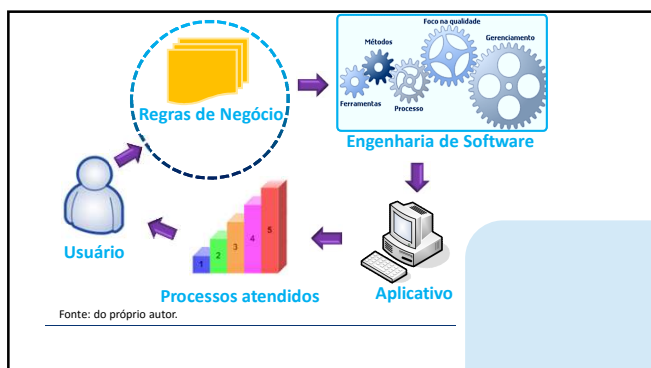 Foco na qualidade
Métodos
Gerenciamento
Ferramentas
Processo
Regras de Negócio
Engenharia de Software
Usuário
1
2
3
4
5
Processos atendidos
Aplicativo
Fonte: do próprio autor.